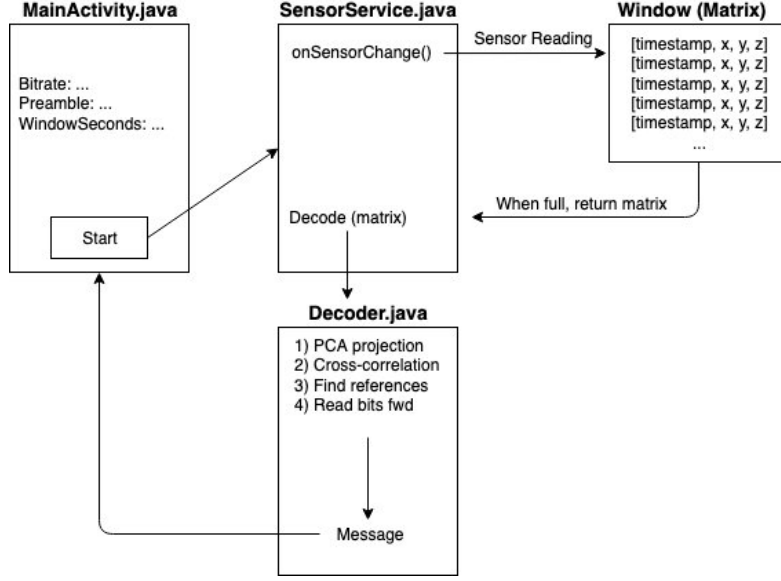 MainActivity.java
Bitrate: ...
Preamble: ...
WindowSeconds: ...
Start
SensorService.java
onSensorChange()
Decode (matrix)
Sensor Reading
Window (Matrix)
[timestamp, x, y, z]
[timestamp, x, y, z]
[timestamp, x, y, z]
[timestamp, x, y, z]
[timestamp, x, y, z]
...
When full, return matrix
Decoder.java
1) PCA projection
2) Cross-correlation
3) Find references
4) Read bits fwd
Message